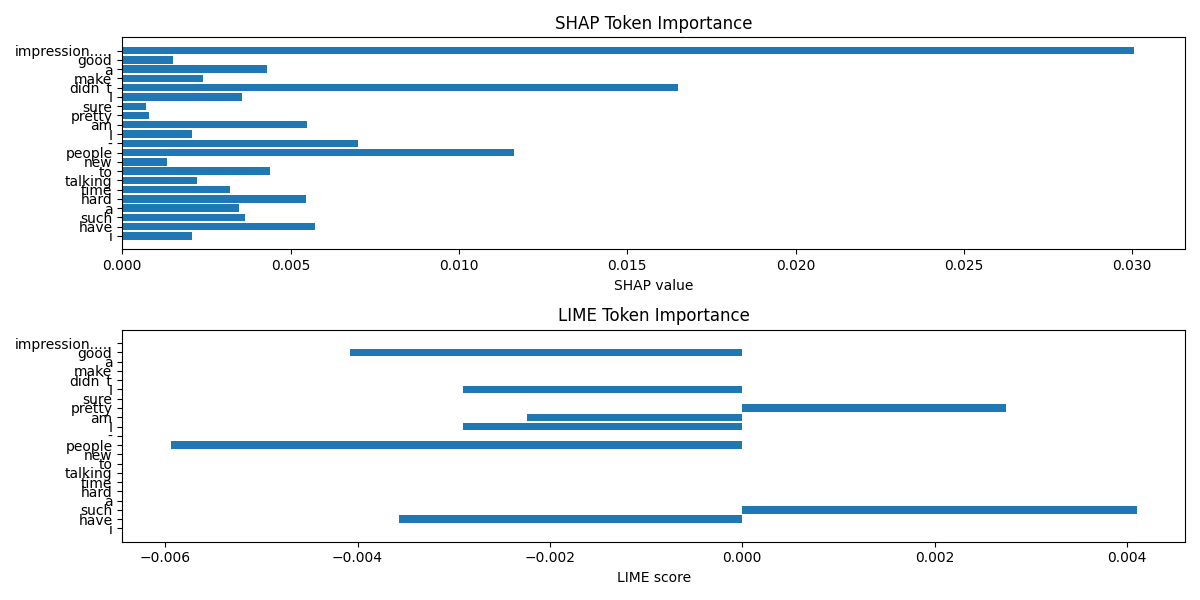 SHAP Token Importance
impression.....
good
a
make
didn t
I
sure
pretty
am
I
-
people
new
to
talking
time
hard
a
such
have
i
0.000 0.005 0.010 0.015 0.020 0.025 0.030
SHAP value
LIME Token Importance
impression.....
good
a
make
didn t
I
sure
pretty
am
I
-
people
new
to
talking
time
hard
a
such
have
i
−0.006 −0.004 −0.002 0.000 0.002 0.004
LIME score